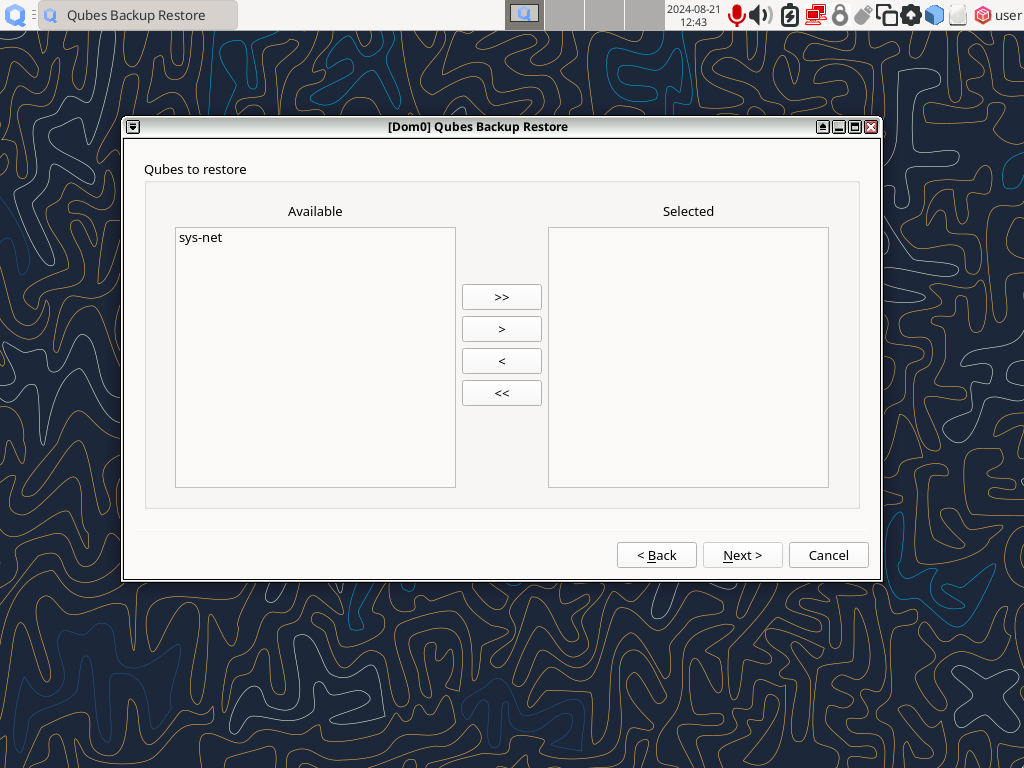 Qubes Backup Restore
2024-08-21
12:43
user
[Dom0] Qubes Backup Restore
Qubes to restore
Available
Selected
sys-net
>>
>
<
<<
< Back
Next >
Cancel